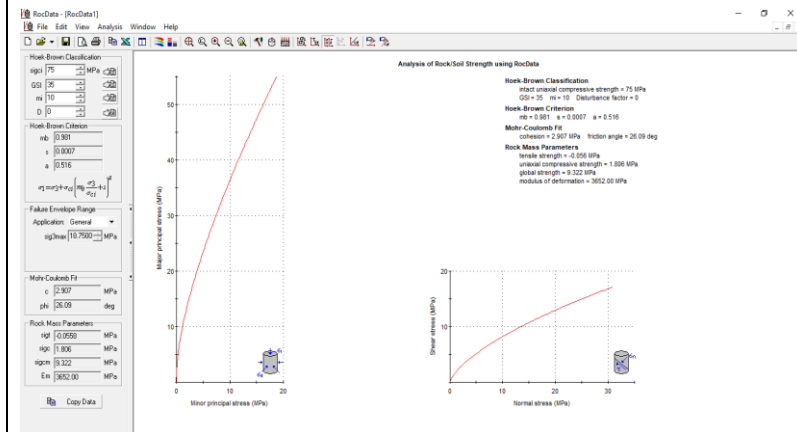 RocData - [RocData1]
File Edit View Analysis Window Help
Hoek-Brown Classification
sigci 75 MPa
GSI 35
mi 10
D 0
Hoek-Brown Criterion
mb 0.981
s 0.0007
a 0.516
σ1=σ3+σci(mb σ3/σci+s)^a
Failure Envelope Range
Application: General
sig3max 18.7500 MPa
Mohr-Coulomb Fit
c 2.907 MPa
phi 26.09 deg
Rock Mass Parameters
sigt -0.0558 MPa
sigc 1.806 MPa
sigcm 9.322 MPa
Em 3652.00 MPa
Copy Data
Analysis of Rock/Soil Strength using RocData
Hoek-Brown Classification
intact uniaxial compressive strength = 75 MPa
GSI = 35 mi = 10 Disturbance factor = 0
Hoek-Brown Criterion
mb = 0.981 s = 0.0007 a = 0.516
Mohr-Coulomb Fit
cohesion = 2.907 MPa friction angle = 26.09 deg
Rock Mass Parameters
tensile strength = -0.056 MPa
uniaxial compressive strength = 1.806 MPa
global strength = 9.322 MPa
modulus of deformation = 3652.00 MPa
Major principal stress (MPa)
50
40
30
20
10
0 10 20
Minor principal stress (MPa)
Shear stress (MPa)
20
10
0 10 20 30
Normal stress (MPa)